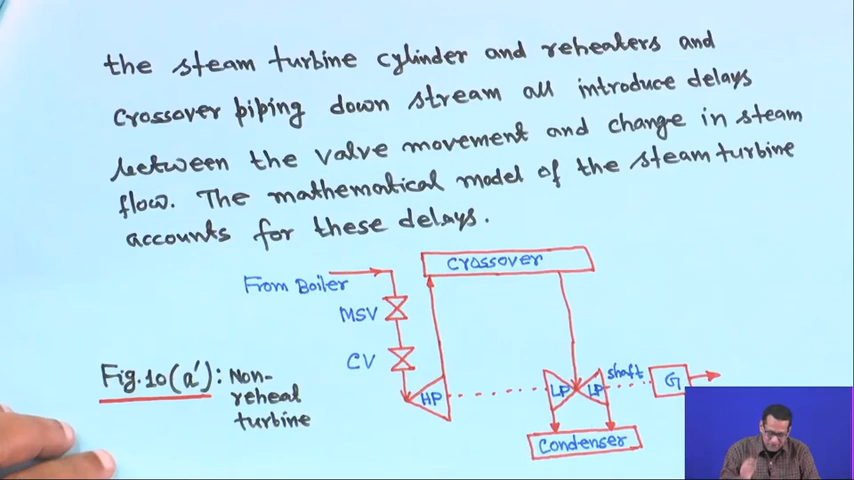 the steam turbine cylinder and reheaters and
crossover piping down stream all introduce delays
between the valve movement and change in steam
flow. The mathematical model of the steam turbine
accounts for these delays.
crossover
From Boiler
MSV
CV
Fig.10(a'): Non-
reheat
turbine
HP
LP
LP
shaft
G
Condenser